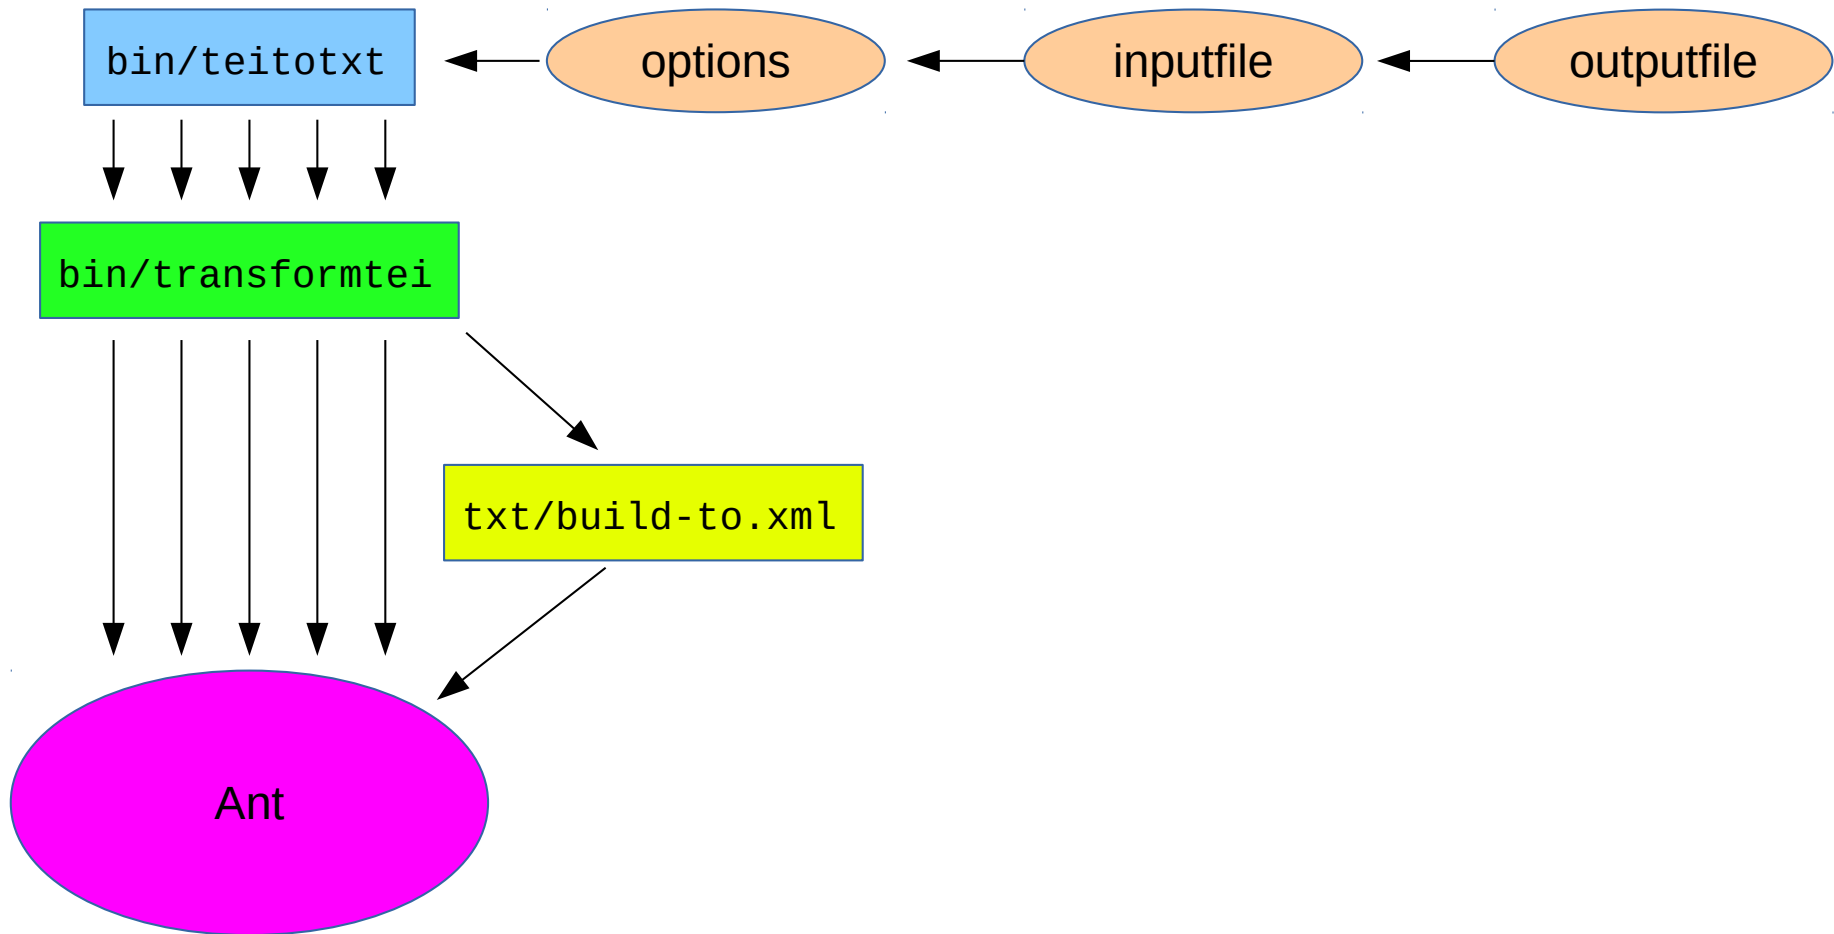 bin/teitotxt
options
inputfile
outputfile
bin/transformtei
txt/build-to.xml
Ant